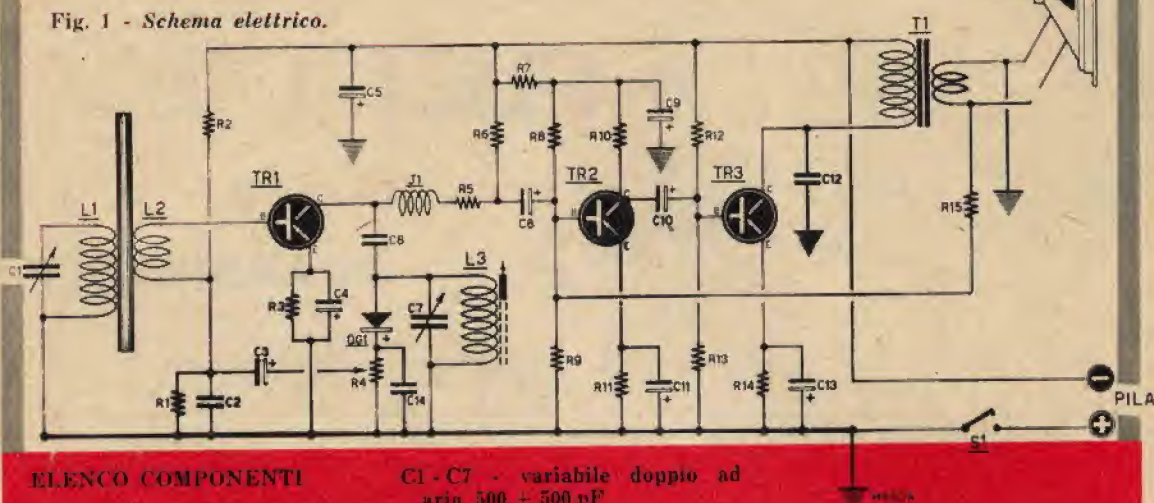 Fig. 1 - Schema elettrico.
T1
R7
C5
C9
R2
R6
R8
R10
R12
TR1
J1
R5
TR2
TR3
C12
L1
L2
C
B
E
C6
C10
R15
C1
C6
L3
R3
C4
C7
DG1
C3
R4
C14
R9
R13
R1
C2
R11
C11
R14
C13
PILA
S1
MASSA
ELENCO COMPONENTI
C1 - C7 - variabile doppio ad
aria 500 + 500 pF